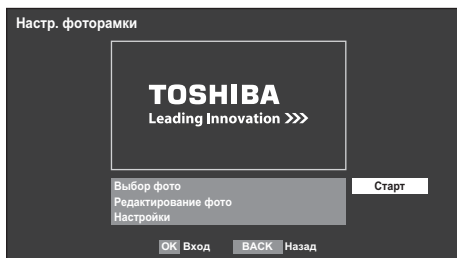 Настр. фоторамки
TOSHIBA
Leading Innovation >>>
Выбор фото Старт
Редактирование фото
Настройки
OK Вход BACK Назад